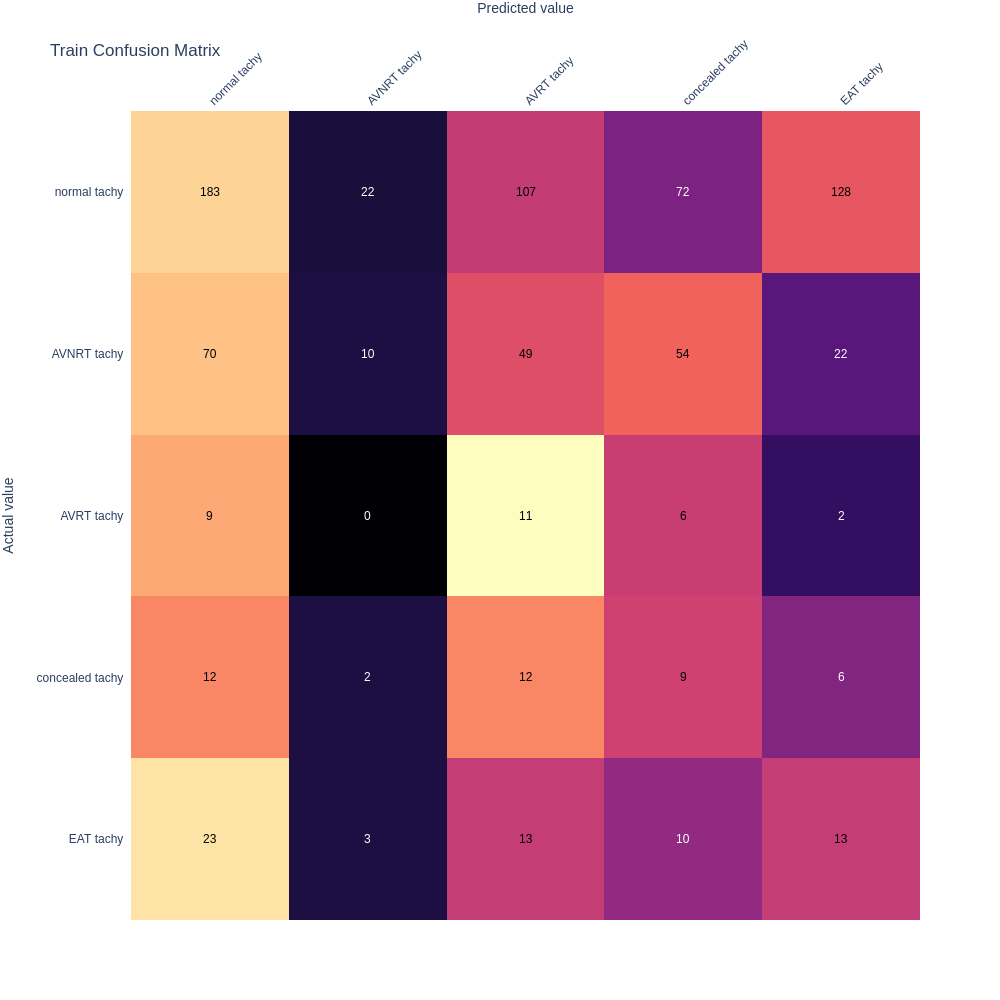 Predicted value
Train Confusion Matrix
normal tachy AVNRT tachy AVRT tachy concealed tachy EAT tachy
normal tachy 183 22 107 72 128
AVNRT tachy 70 10 49 54 22
AVRT tachy 9 0 11 6 2
Actual value
concealed tachy 12 2 12 9 6
EAT tachy 23 3 13 10 13